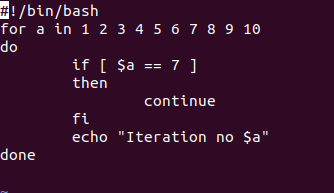 #!/bin/bash
for a in 1 2 3 4 5 6 7 8 9 10
do
        if [ $a == 7 ]
        then
                continue
        fi
        echo "Iteration no $a"
done
~